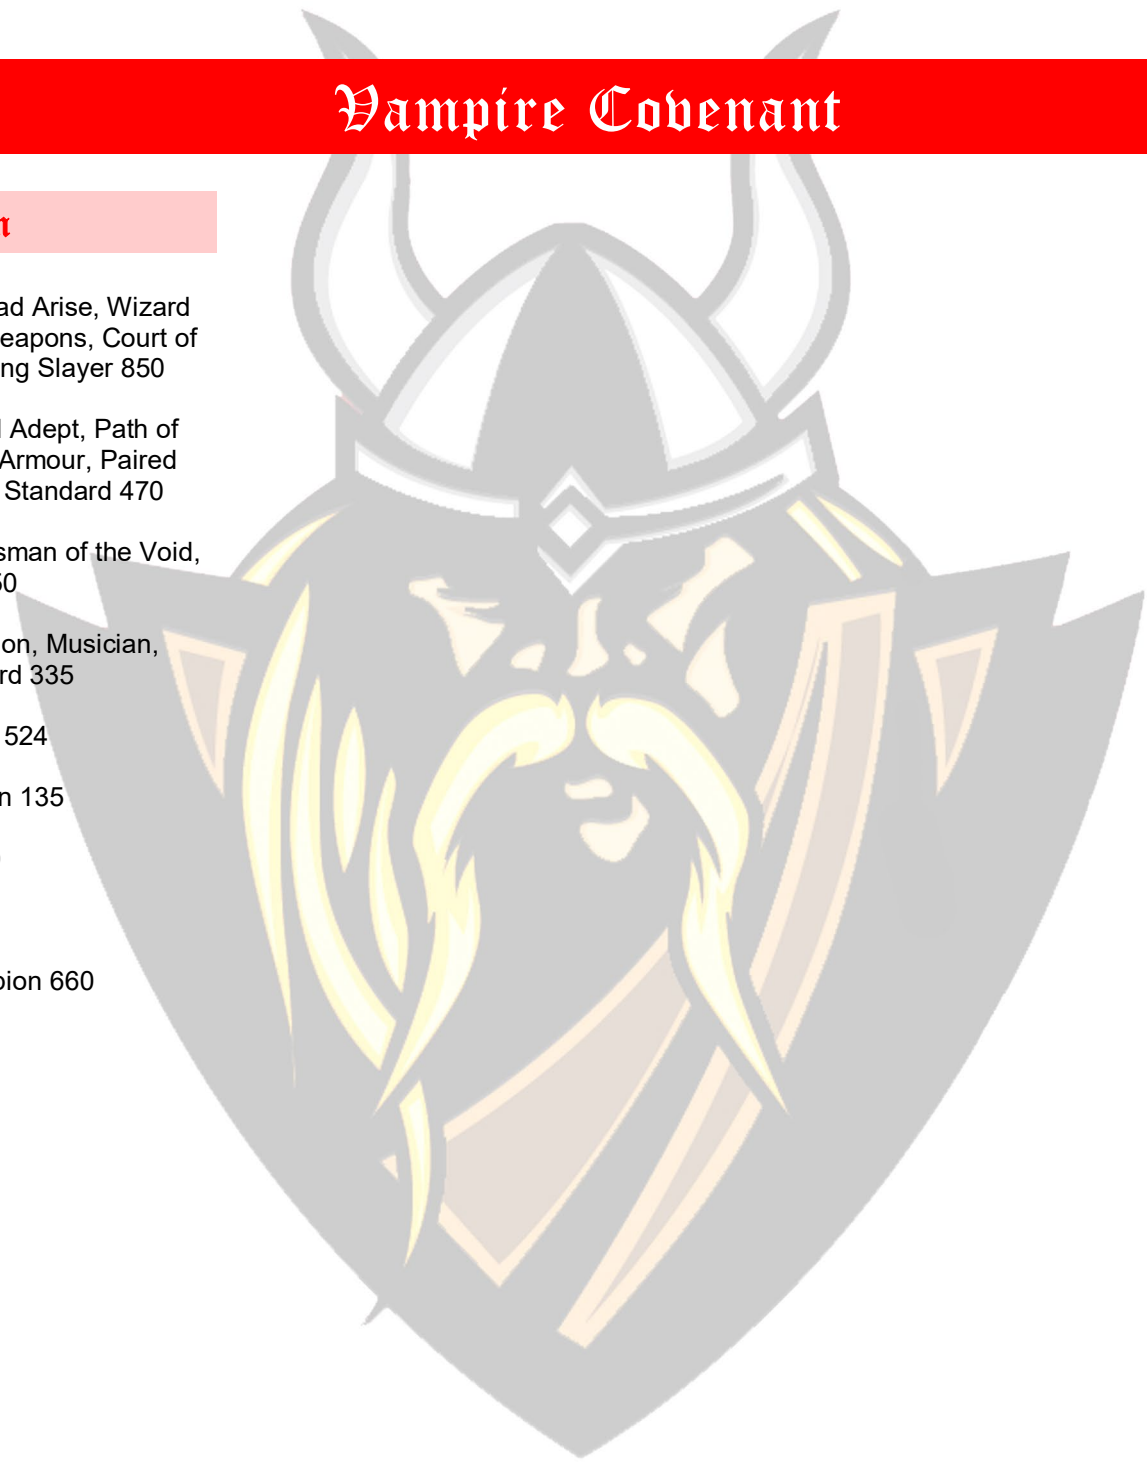 Vampire Covenant
n
ad Arise, Wizard
eapons, Court of
ng Slayer 850
Adept, Path of
Armour, Paired
Standard 470
sman of the Void,
50
on, Musician,
rd 335
524
n 135
pion 660